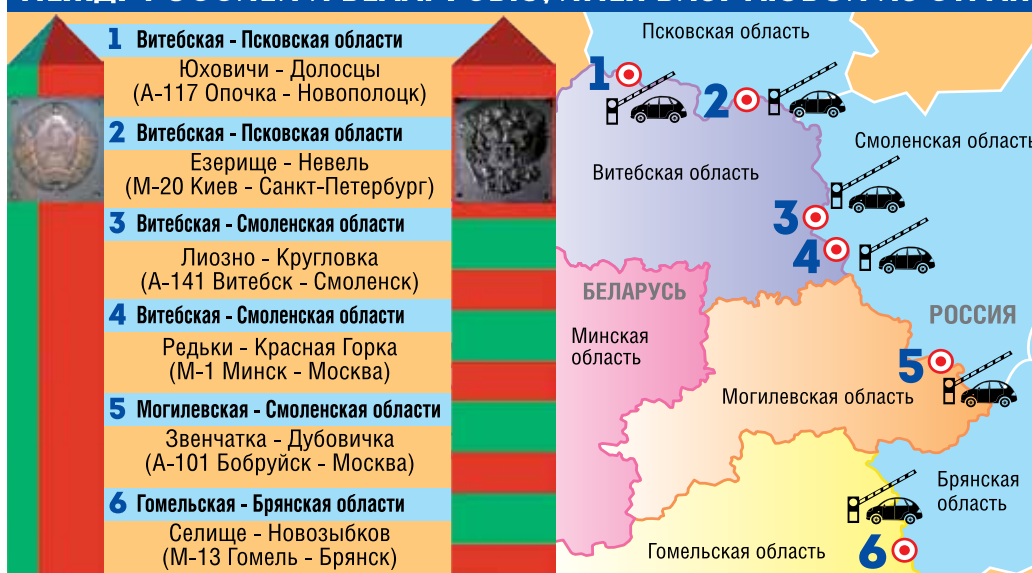 1 Витебская - Псковская области
Юховичи - Долосцы
(А-117 Опочка - Новополоцк)
2 Витебская - Псковская области
Езерище - Невель
(М-20 Киев - Санкт-Петербург)
3 Витебская - Смоленская области
Лиозно - Кругловка
(А-141 Витебск - Смоленск)
4 Витебская - Смоленская области
Редьки - Красная Горка
(М-1 Минск - Москва)
5 Могилевская - Смоленская области
Звенчатка - Дубовичка
(А-101 Бобруйск - Москва)
6 Гомельская - Брянская области
Селище - Новозыбков
(М-13 Гомель - Брянск)
Псковская область
1
2
Смоленская область
Витебская область
3
4
БЕЛАРУСЬ
РОССИЯ
Минская
область
5
Могилевская область
Брянская
область
Гомельская область
6